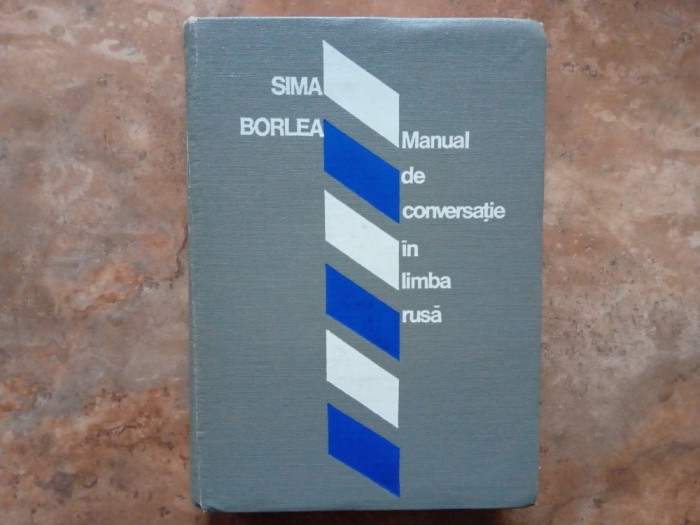 SIMA
BORLEA
Manual
de
conversație
în
limba
rusă